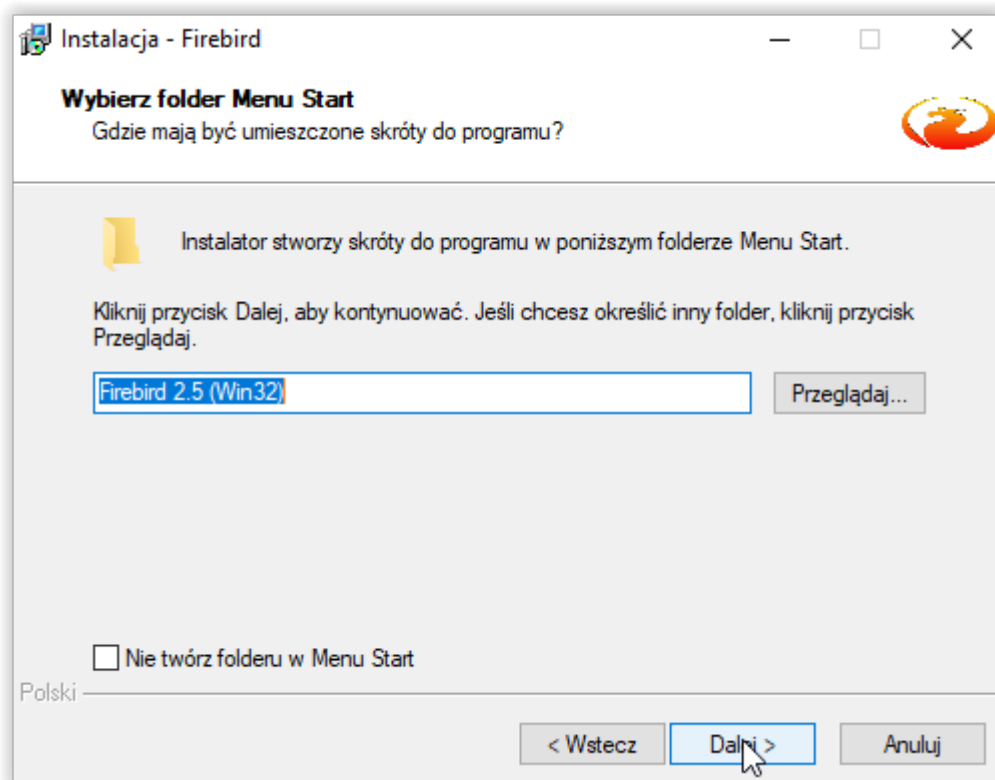 Instalacja - Firebird
Wybierz folder Menu Start
Gdzie mają być umieszczone skróty do programu?
Instalator stworzy skróty do programu w poniższym folderze Menu Start.
Kliknij przycisk Dalej, aby kontynuować. Jeśli chcesz określić inny folder, kliknij przycisk
Przeglądaj.
Firebird 2.5 (Win32)
Przeglądaj...
Nie twórz folderu w Menu Start
Polski
< Wstecz
Dalej >
Anuluj